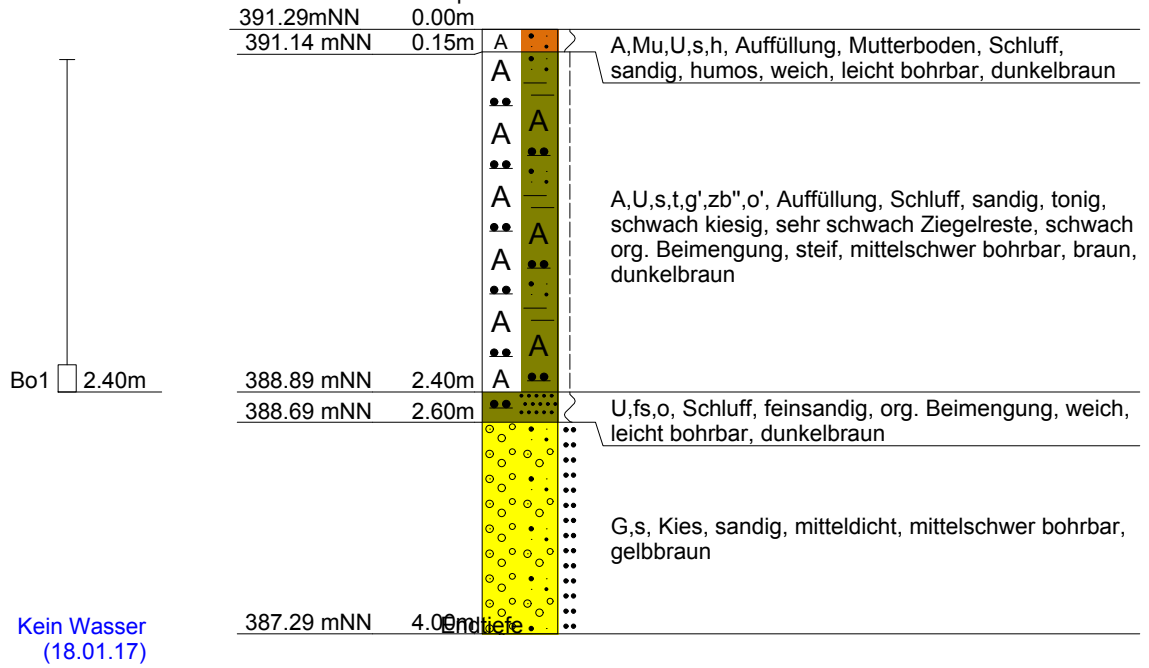 391.29mNN 0.00m
391.14 mNN 0.15m A
A,Mu,U,s,h, Auffüllung, Mutterboden, Schluff,
sandig, humos, weich, leicht bohrbar, dunkelbraun
A
A
A
A
A
A
A
A
A
A,U,s,t,g',zb'',o', Auffüllung, Schluff, sandig, tonig,
schwach kiesig, sehr schwach Ziegelreste, schwach
org. Beimengung, steif, mittelschwer bohrbar, braun,
dunkelbraun
Bo1 2.40m
388.89 mNN 2.40m
388.69 mNN 2.60m
U,fs,o, Schluff, feinsandig, org. Beimengung, weich,
leicht bohrbar, dunkelbraun
G,s, Kies, sandig, mitteldicht, mittelschwer bohrbar,
gelbbraun
387.29 mNN 4.00m
Endtiefe
Kein Wasser
(18.01.17)